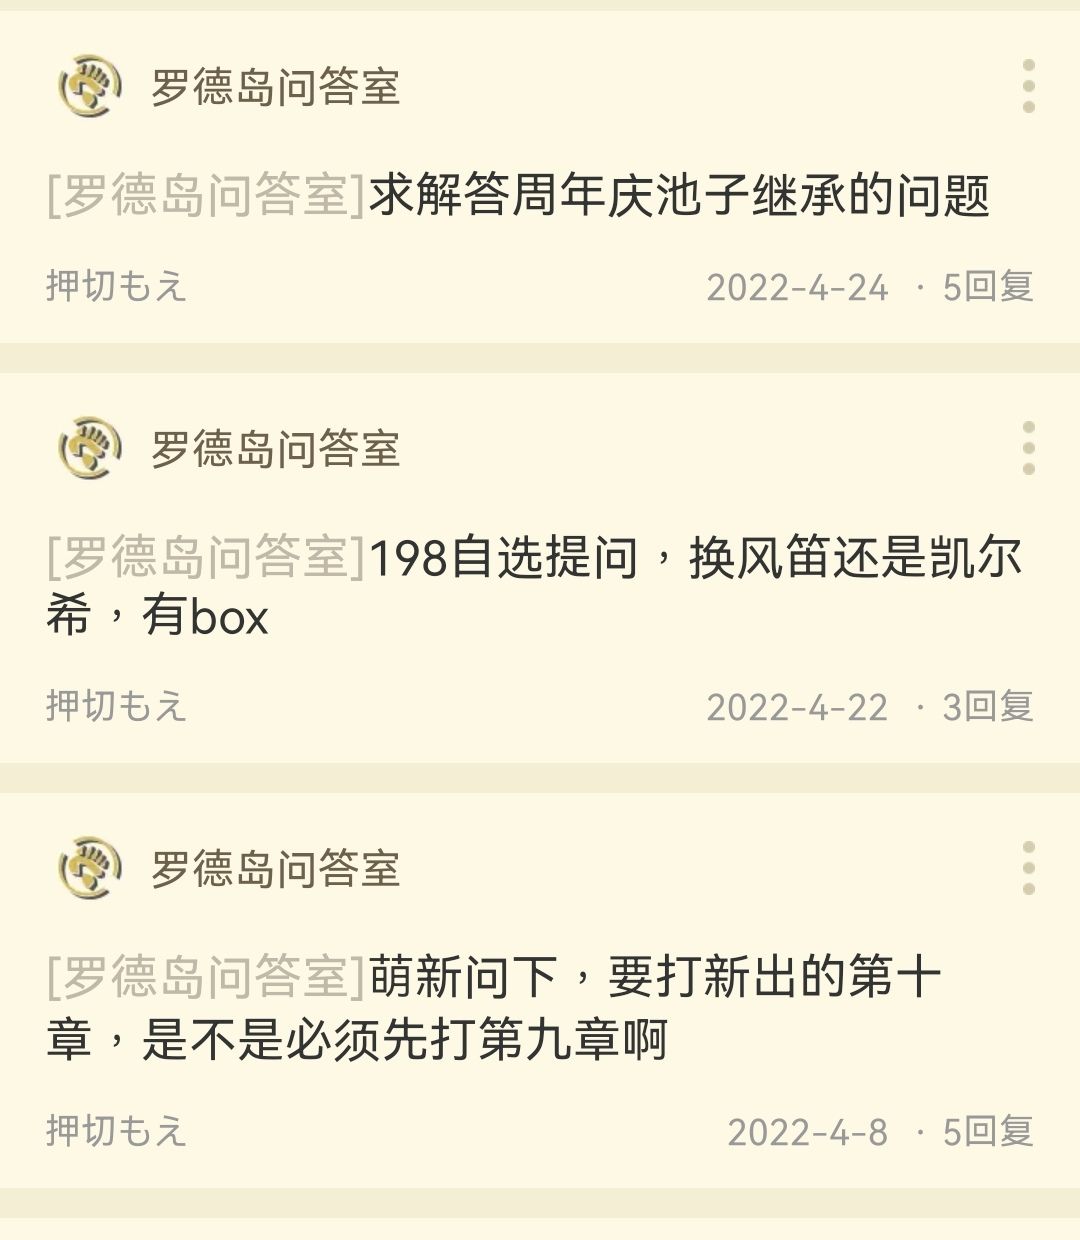 罗德岛问答室
[罗德岛问答室]求解答周年庆池子继承的问题
押切もえ 2022-4-24 · 5回复
罗德岛问答室
[罗德岛问答室]198自选提问，换风笛还是凯尔
希，有box
押切もえ 2022-4-22 · 3回复
罗德岛问答室
[罗德岛问答室]萌新问下，要打新出的第十
章，是不是必须先打第九章啊
押切もえ 2022-4-8 · 5回复